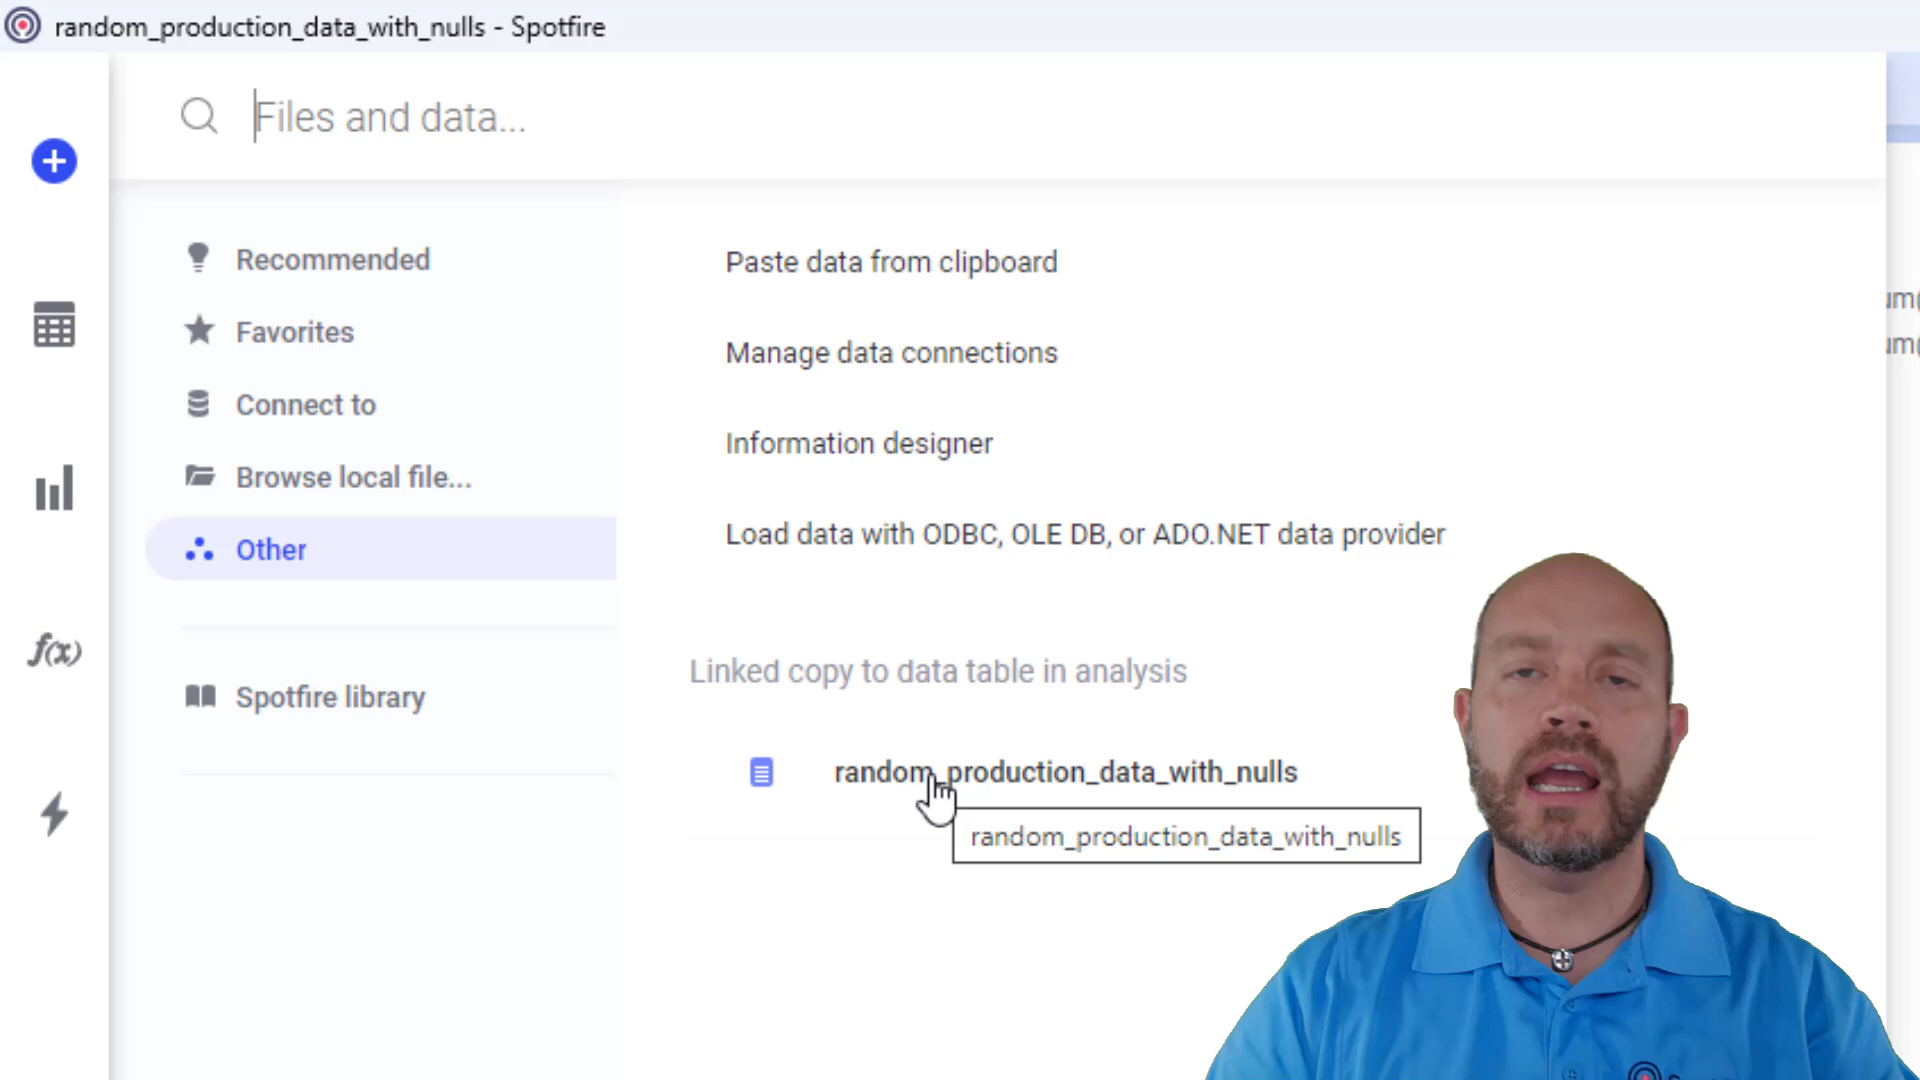 random_production_data_with_nulls - Spotfire
Files and data...
Recommended
Favorites
Connect to
Browse local file...
Other
Spotfire library
Paste data from clipboard
Manage data connections
Information designer
Load data with ODBC, OLE DB, or ADO.NET data provider
Linked copy to data table in analysis
random_production_data_with_nulls
random_production_data_with_nulls
f(x)
um(
um(